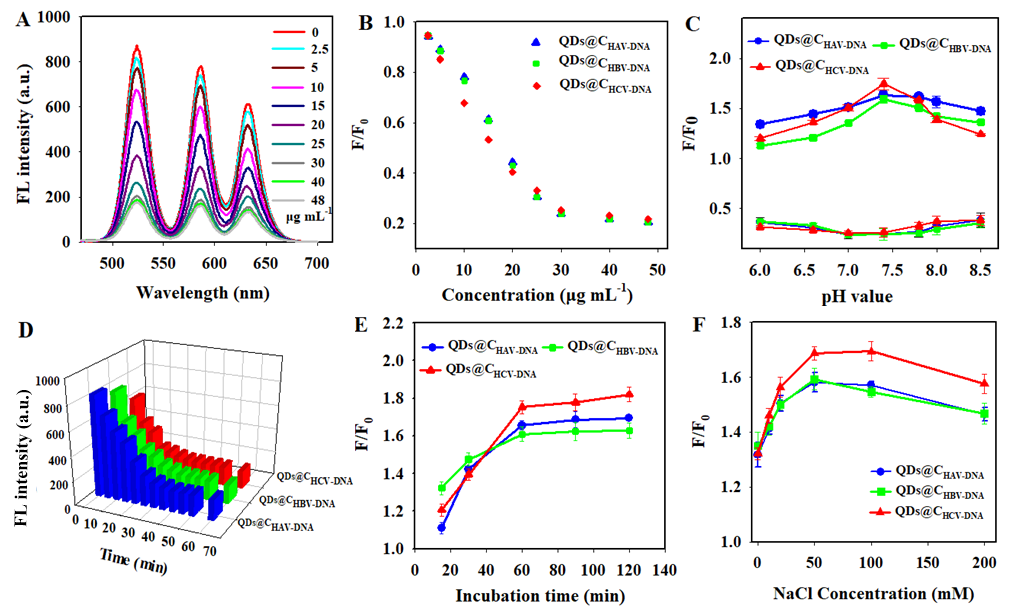 A
FL intensity (a.u.)
1000
800
600
400
200
0
500
550
600
650
700
Wavelength (nm)
0
2.5
5
10
15
20
25
30
40
48
µg mL-1
B
F/F0
1.0
0.8
0.6
0.4
0.2
0
10
20
30
40
50
Concentration (µg mL-1)
QDs@CHAV-DNA
QDs@CHBV-DNA
QDs@CHCV-DNA
C
F/F0
2.0
1.5
1.0
0.5
6.0
6.5
7.0
7.5
8.0
8.5
pH value
QDs@CHAV-DNA
QDs@CHBV-DNA
QDs@CHCV-DNA
D
FL intensity (a.u.)
1000
800
600
400
200
0
0
10
20
30
40
50
60
70
Time (min)
QDs@CHCV-DNA
QDs@CHBV-DNA
QDs@CHAV-DNA
E
F/F0
2.2
2.0
1.8
1.6
1.4
1.2
1.0
0
20
40
60
80
100
120
140
Incubation time (min)
QDs@CHAV-DNA
QDs@CHBV-DNA
QDs@CHCV-DNA
F
F/F0
1.8
1.6
1.4
1.2
1.0
0
50
100
150
200
NaCl Concentration (mM)
QDs@CHAV-DNA
QDs@CHBV-DNA
QDs@CHCV-DNA